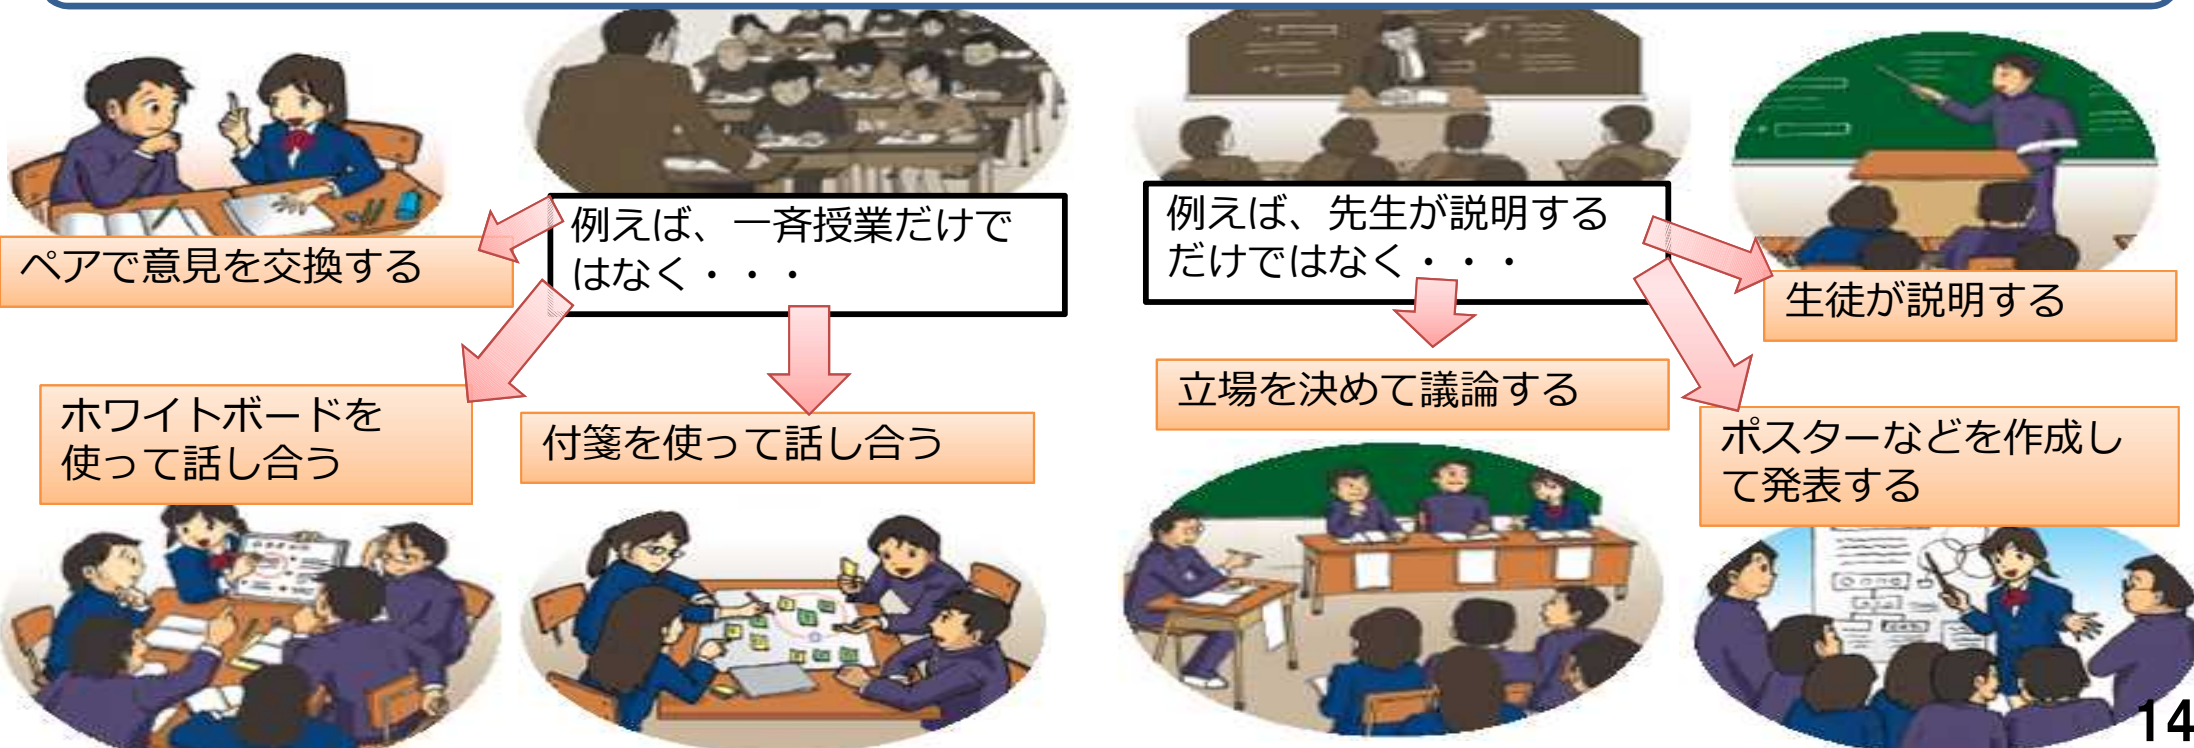 例えば、一斉授業だけで
はなく・・・
ペアで意見を交換する
ホワイトボードを
使って話し合う
付箋を使って話し合う
例えば、先生が説明する
だけではなく・・・
生徒が説明する
立場を決めて議論する
ポスターなどを作成し
て発表する
14